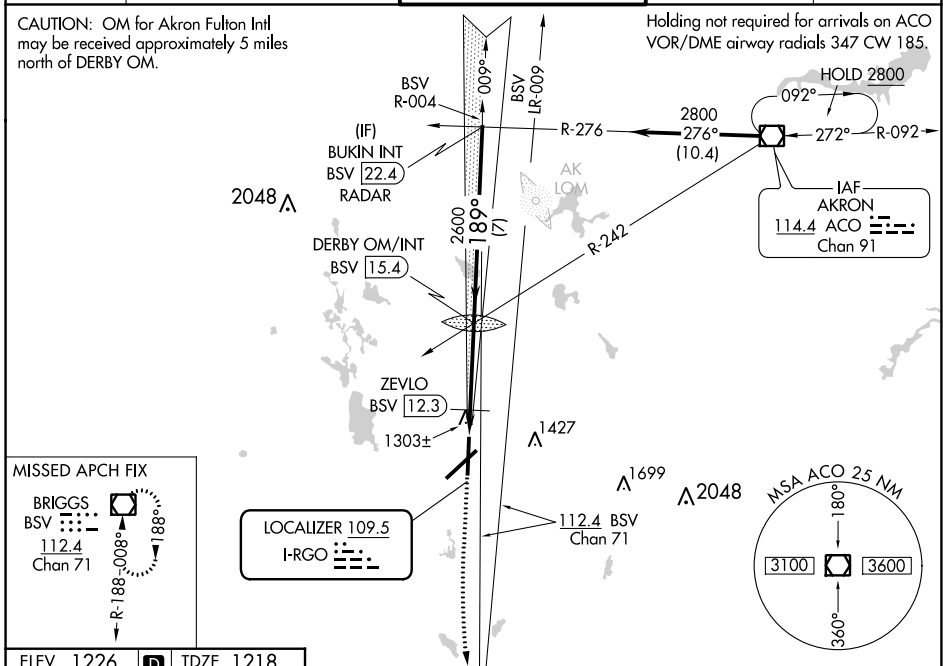 CAUTION: OM for Akron Fulton Intl
may be received approximately 5 miles
north of DERBY OM.
Holding not required for arrivals on ACO
VOR/DME airway radials 347 CW 185.
HOLD 2800
092°
272°
R-092
2800
276°
(10.4)
R-276
BSV
R-004
009°
BSV
LR-009
(IF)
BUKIN INT
BSV 22.4
RADAR
AK
LOM
IAF
AKRON
114.4 ACO
Chan 91
2048
2600
189°
(7)
R-242
DERBY OM/INT
BSV 15.4
ZEVLO
BSV 12.3
1303±
1427
1699
2048
MISSED APCH FIX
BRIGGS
BSV
112.4
Chan 71
188°
R-188
008°
LOCALIZER 109.5
I-RGO
112.4 BSV
Chan 71
MSA ACO 25 NM
180°
3100
3600
360°
ELEV 1226
D
TDZE 1218